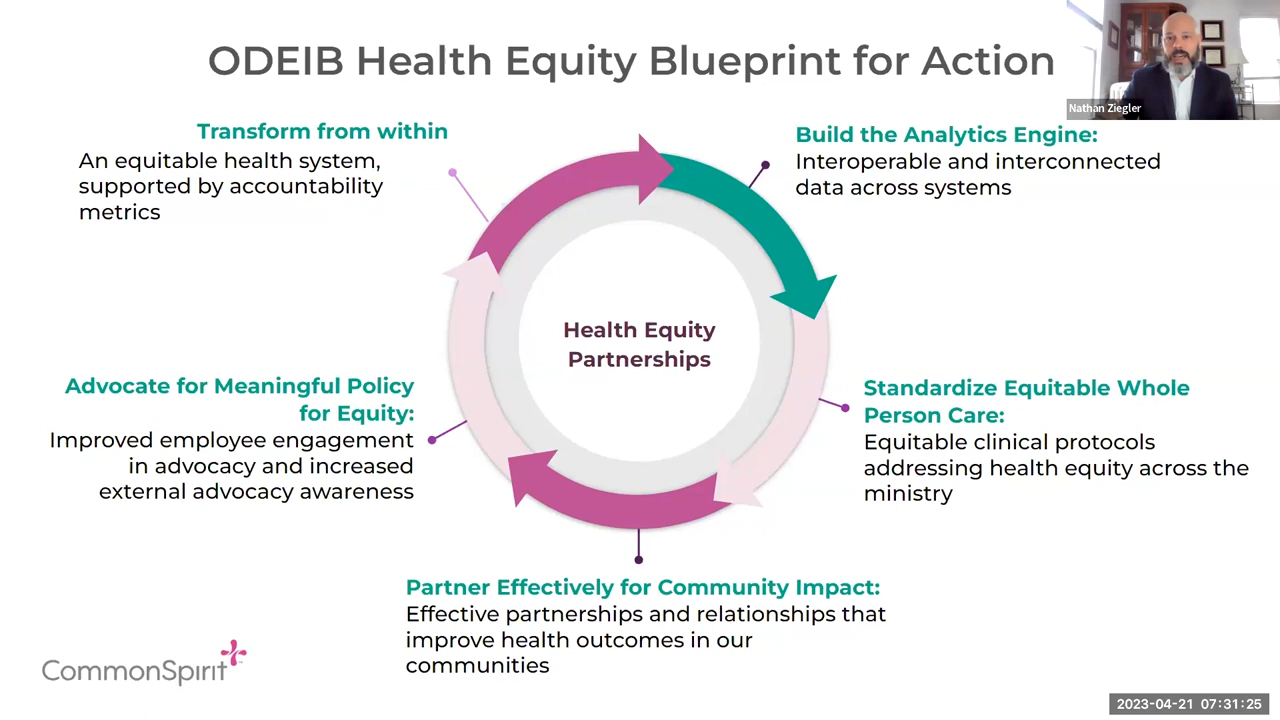 ODEIB Health Equity Blueprint for Action
Nathan Ziegler
Transform from within
An equitable health system,
supported by accountability
metrics
Build the Analytics Engine:
Interoperable and interconnected
data across systems
Health Equity
Partnerships
Advocate for Meaningful Policy
for Equity:
Improved employee engagement
in advocacy and increased
external advocacy awareness
Standardize Equitable Whole
Person Care:
Equitable clinical protocols
addressing health equity across the
ministry
Partner Effectively for Community Impact:
Effective partnerships and relationships that
improve health outcomes in our
communities
CommonSpirit™
2023-04-21 07:31:25